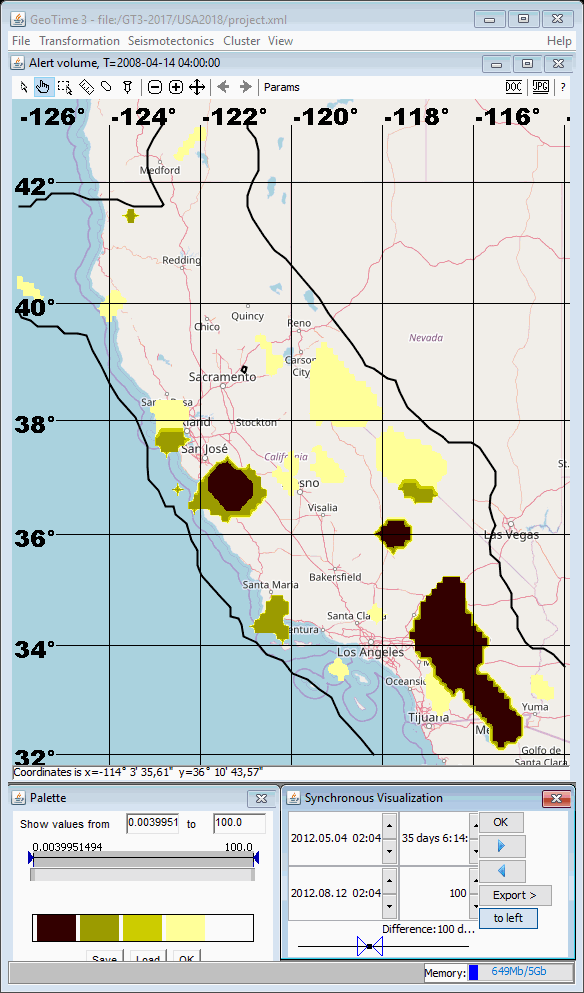 GeoTime 3 - file:/GT3-2017/USA2018/project.xml
File Transformation Seismotectonics Cluster View Help
Alert volume, T=2008-04-14 04:00:00
Params DOC JPG ?
-126° -124° -122° -120° -118° -116°
Medford
42°
Redding
40°
Quincy
Chico
Reno
Nevada
Carson
City
Sacramento
Santa Rosa
38°
land
Stockton
San José
California
St.
sno
Visalia
36°
Las Vegas
Bakersfield
Santa Maria
Santa Cla
entura
34°
Los Angeles
M
Oceansid
Yuma
Tijuana
Me
Golfo de
Santa Clara
32°
Coordinates is x=-114° 3' 35,61" y=36° 10' 43,57"
Palette
Show values from 0.0039951 to 100.0
0.0039951494 100.0
Save Load OK
Synchronous Visualization
2012.05.04 02:04 35 days 6:14: OK
2012.08.12 02:04 100
Export >
to left
Difference: 100 d...
Memory: 649Mb/5Gb